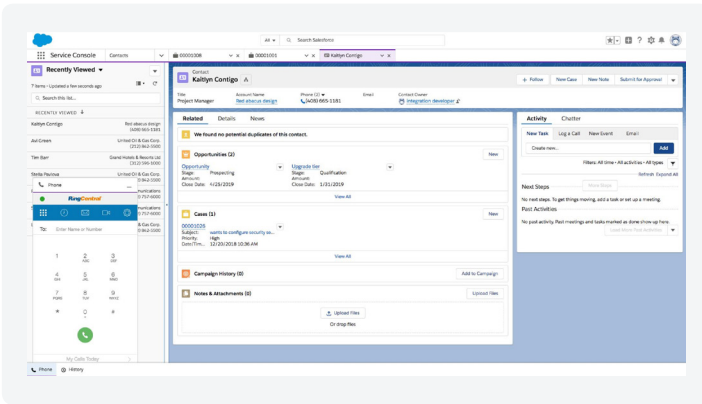 All
Search Salesforce
Service Console
Contacts
00001008
00001001
Kaitlyn Contigo
Recently Viewed
7 items • Updated a few seconds ago
Search this list...
RECENTLY VIEWED
Kaitlyn Contigo
Red abacus design
(408) 665-1181
Avi Green
United Oil & Gas Corp.
(212) 842-5500
Tim Barr
Grand Hotels & Resorts Ltd
(312) 596-1000
Stella Pavlova
United Oil & Gas Corp.
Phone
RingCentral
To:
Enter Name or Number
1
2
ABC
3
DEF
4
GHI
5
JKL
6
MNO
7
PQRS
8
TUV
9
WXYZ
*
0
+
#
My Calls Today
Phone
History
Contact
Kaitlyn Contigo
+ Follow
New Case
New Note
Submit for Approval
Title
Project Manager
Account Name
Red abacus design
Phone (2)
(408) 665-1181
Email
Contact Owner
integration developer
Related
Details
News
We found no potential duplicates of this contact.
Opportunities (2)
New
Opportunity
Stage: Prospecting
Amount:
Close Date: 4/25/2019
Upgrade tier
Stage: Qualification
Amount:
Close Date: 1/31/2019
View All
Cases (1)
New
00001026
Subject: wants to configure security se...
Priority: High
Date/Tim... 12/20/2018 10:36 AM
View All
Campaign History (0)
Add to Campaign
Notes & Attachments (0)
Upload Files
Upload Files
Or drop files
Activity
Chatter
New Task
Log a Call
New Event
Email
Create new...
Add
Filters: All time • All activities • All types
Refresh Expand All
Next Steps
More Steps
No next steps. To get things moving, add a task or set up a meeting.
Past Activities
No past activity. Past meetings and tasks marked as done show up here.
Load More Past Activities